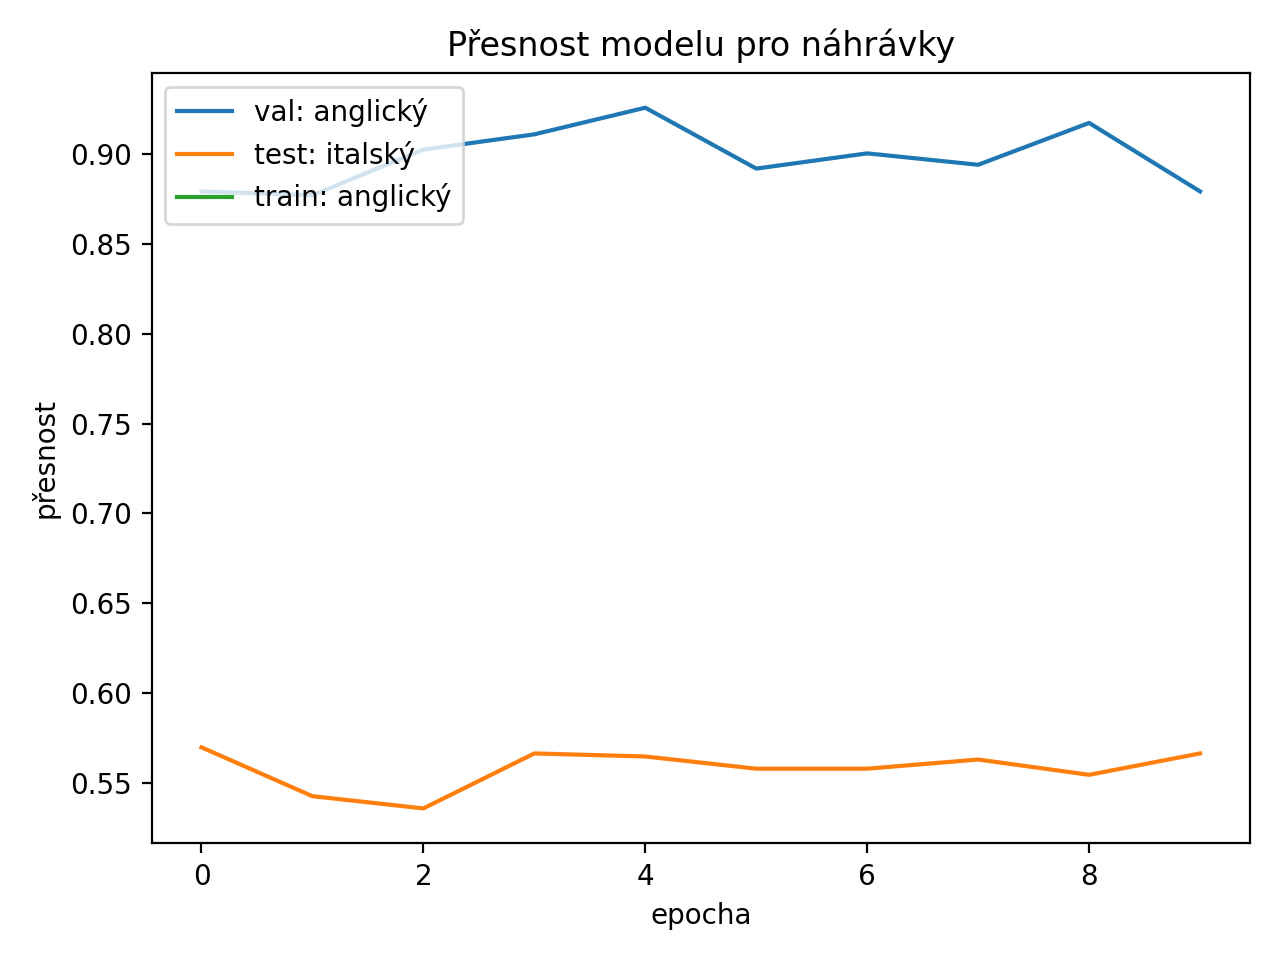 Přesnost modelu pro náhrávky
val: anglický
test: italský
train: anglický
přesnost
0.90
0.85
0.80
0.75
0.70
0.65
0.60
0.55
0
2
4
6
8
epocha